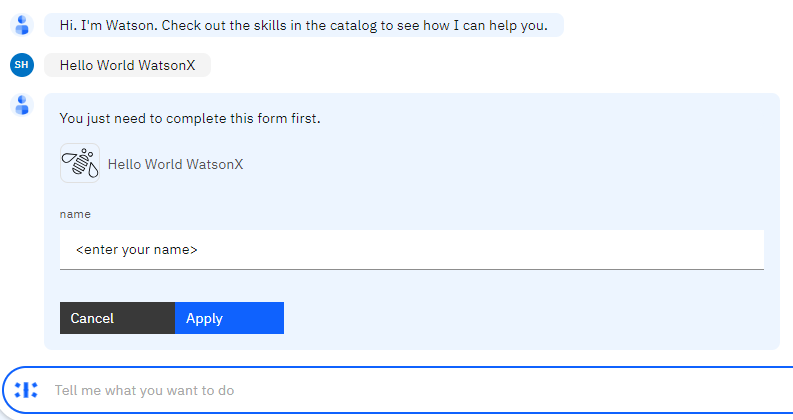 Hi. I'm Watson. Check out the skills in the catalog to see how I can help you.
SH
Hello World WatsonX
You just need to complete this form first.
Hello World WatsonX
name
<enter your name>
Cancel
Apply
Tell me what you want to do